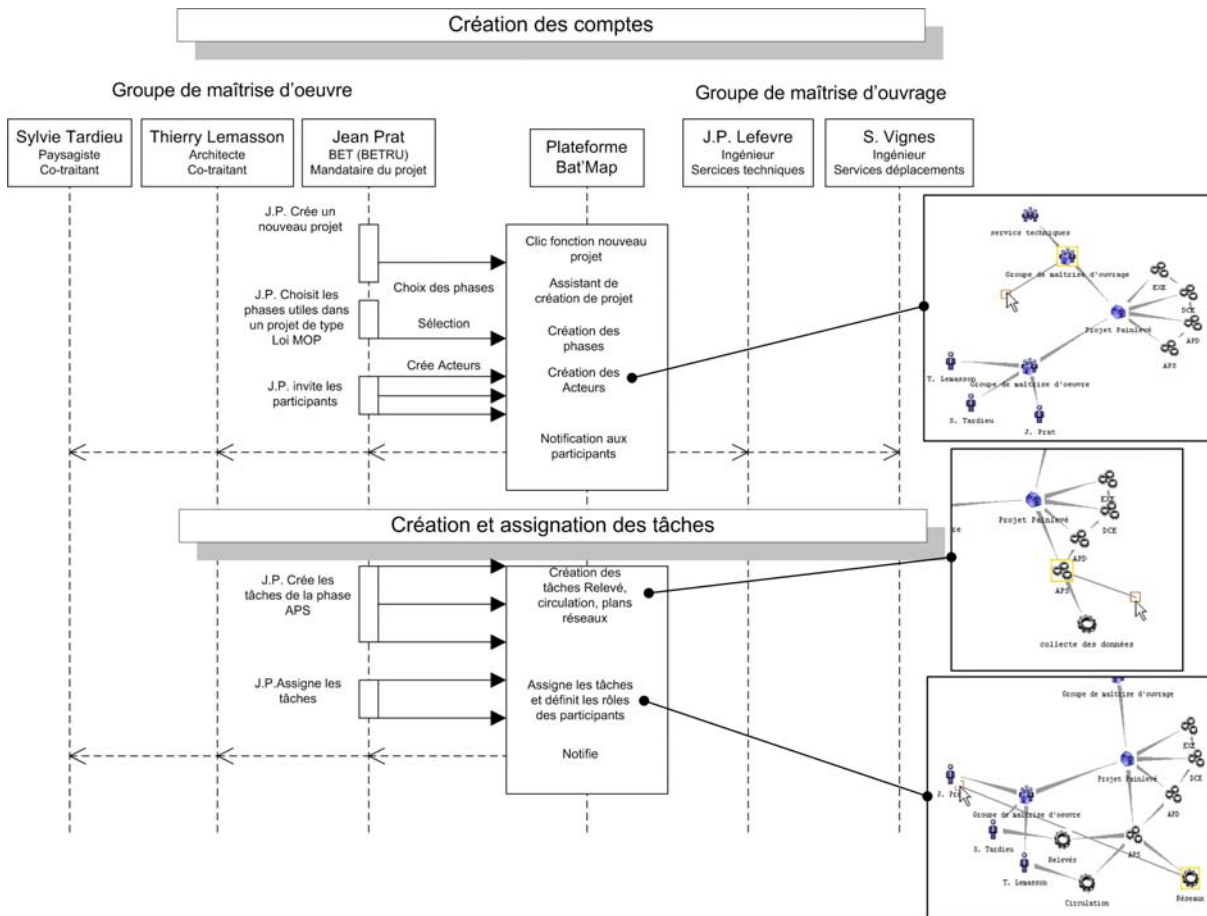 Création des comptes
Groupe de maîtrise d'oeuvre
Groupe de maîtrise d'ouvrage
Sylvie Tardieu
Paysagiste
Co-traitant
Thierry Lemasson
Architecte
Co-traitant
Jean Prat
BET (BETRU)
Mandataire du projet
Plateforme
Bat'Map
J.P. Lefevre
Ingénieur
Sercices techniques
S. Vignes
Ingénieur
Services déplacements
J.P. Crée un
nouveau projet
Clic fonction nouveau
projet
Choix des phases
Assistant de
création de projet
J.P. Choisit les
phases utiles dans
un projet de type
Loi MOP
Sélection
Création des
phases
Crée Acteurs
Création des
Acteurs
J.P. invite les
participants
Notification aux
participants
servics techniques
Groupe de maîtrise d'ouvrage
EXE
DCE
Projet Painlevé
APD
APS
T. Lemasson
Groupe de maîtrise d'oeuvre
S. Tardieu
J. Prat
Création et assignation des tâches
J.P. Crée les
tâches de la phase
APS
Création des
tâches Relevé,
circulation, plans
réseaux
J.P.Assigne les
tâches
Assigne les tâches
et définit les rôles
des participants
Notifie
EXE
Projet Painlevé
re
DCE
APD
APS
collecte des données
Groupe de maîtrise d'ouvrage
EXE
Projet Painlevé
DCE
J. Pra
APD
Groupe de maîtrise d'oeuvre
S. Tardieu
Relevés
APS
T. Lemasson
Circulation
Réseaux